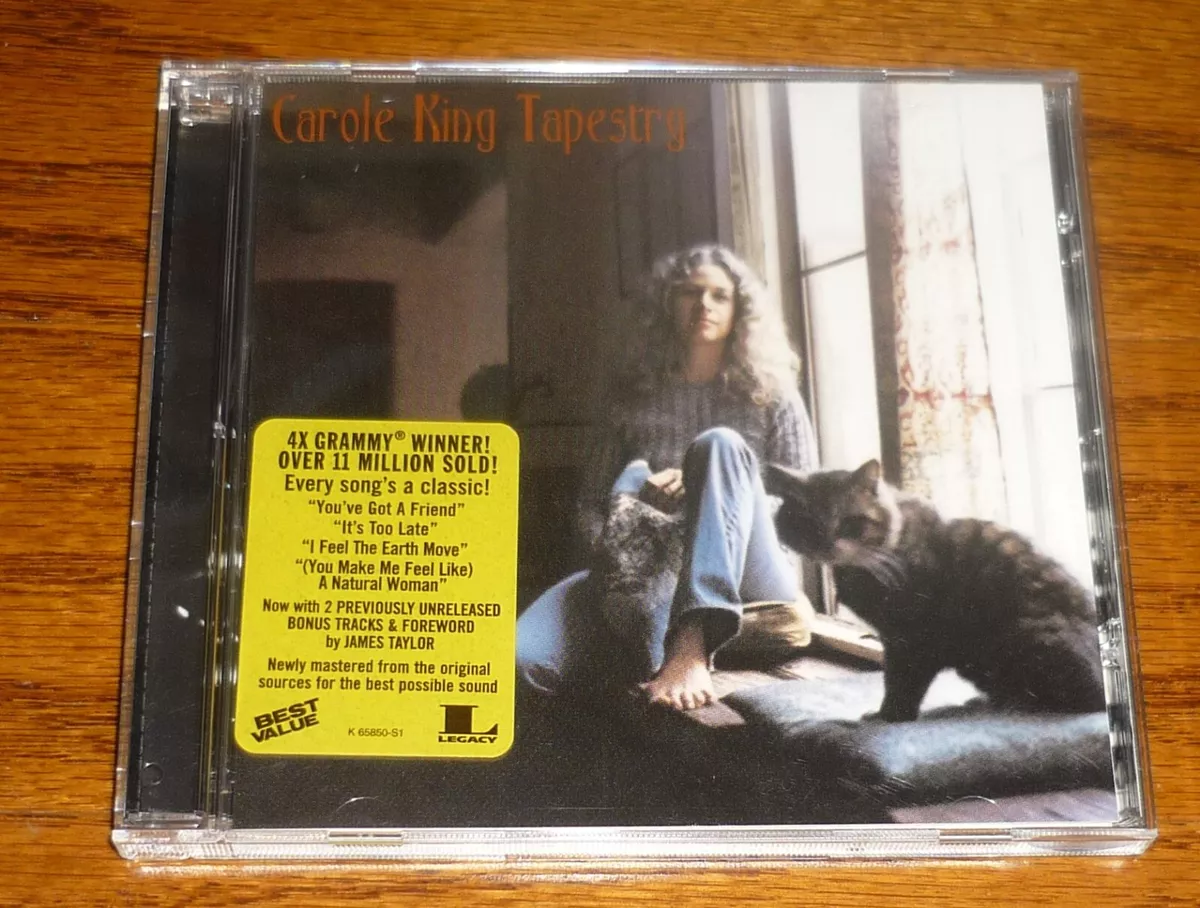 Carole King Tapestry
4X GRAMMY® WINNER!
OVER 11 MILLION SOLD!
Every song's a classic!
"You've Got A Friend"
"It's Too Late"
"I Feel The Earth Move"
"(You Make Me Feel Like)
A Natural Woman"
Now with 2 PREVIOUSLY UNRELEASED
BONUS TRACKS & FOREWORD
by JAMES TAYLOR
Newly mastered from the original
sources for the best possible sound
BEST
VALUE
K 65850-S1
L
LEGACY